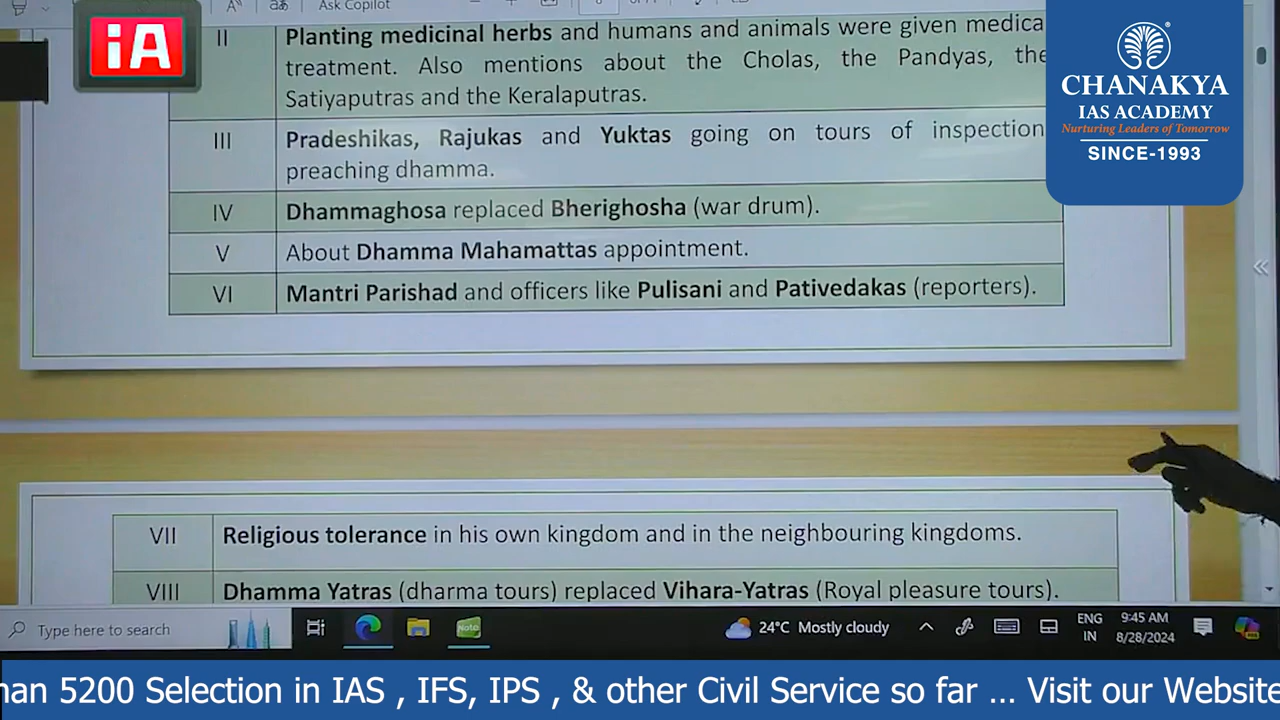 Aあ Ask Copilot
iA
II Planting medicinal herbs and humans and animals were given medica
treatment. Also mentions about the Cholas, the Pandyas, the
Satiyaputras and the Keralaputras.
III Pradeshikas, Rajukas and Yuktas going on tours of inspection
preaching dhamma.
IV Dhammaghosa replaced Bherighosha (war drum).
V About Dhamma Mahamattas appointment.
VI Mantri Parishad and officers like Pulisani and Pativedakas (reporters).
CHANAKYA
IAS ACADEMY
Nurturing Leaders of Tomorrow
SINCE-1993
VII Religious tolerance in his own kingdom and in the neighbouring kingdoms.
VIII Dhamma Yatras (dharma tours) replaced Vihara-Yatras (Royal pleasure tours).
Type here to search
Note
24°C Mostly cloudy
ENG
IN
9:45 AM
8/28/2024
han 5200 Selection in IAS , IFS, IPS , & other Civil Service so far ... Visit our Website